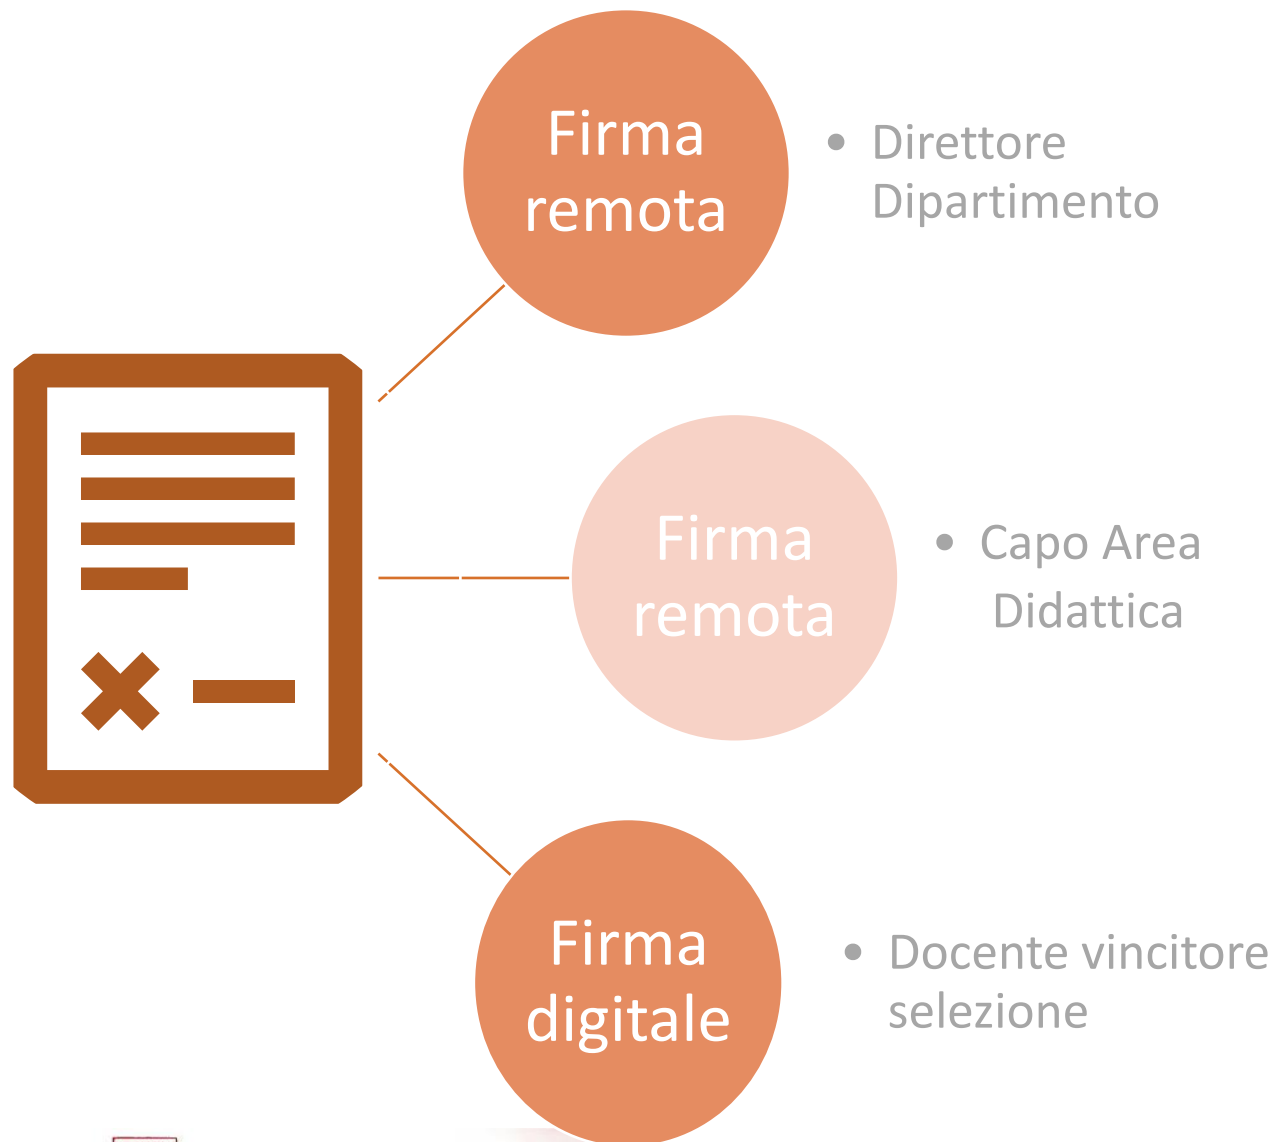 Firma
remota
• Direttore
Dipartimento
Firma
remota
• Capo Area
Didattica
Firma
digitale
• Docente vincitore
selezione